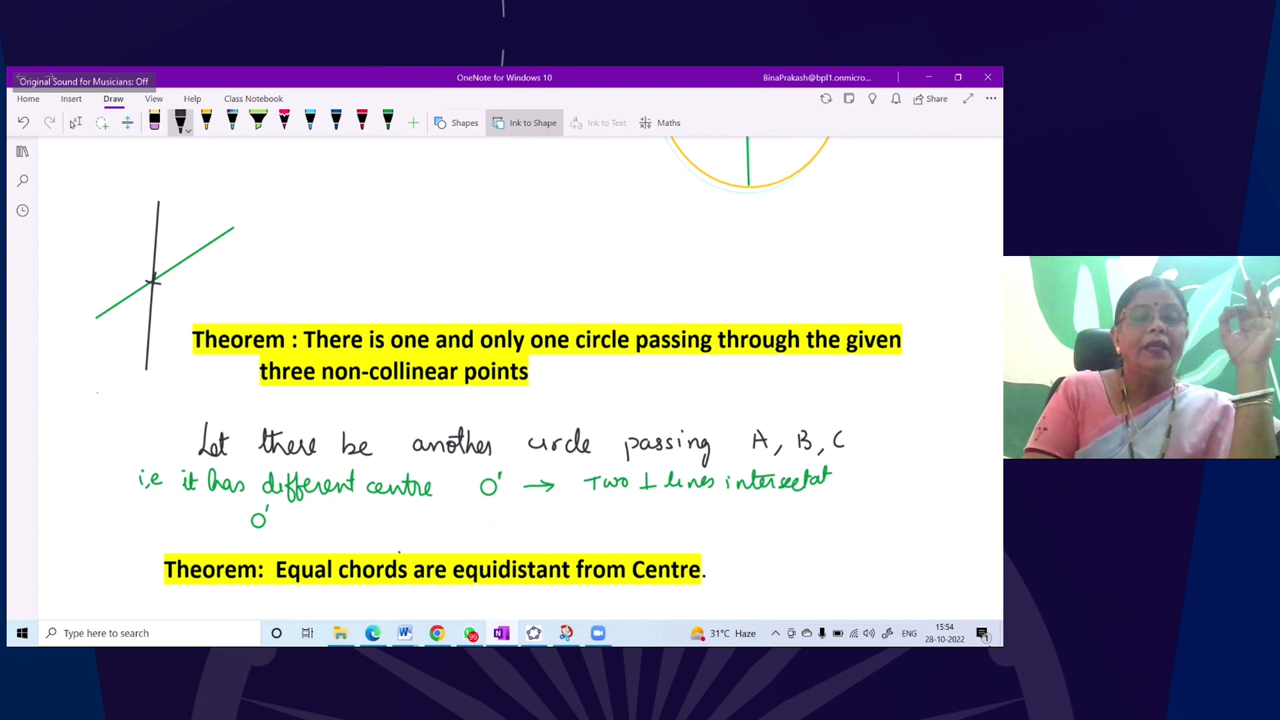 Original Sound for Musicians: Off
OneNote for Windows 10
BinaPrakash@bpl1.onmicro...
Home Insert Draw View Help Class Notebook
Share
Shapes Ink to Shape Ink to Text Maths
Theorem : There is one and only one circle passing through the given
three non-collinear points
Let there be another circle passing A, B, C
i,e it has different centre O' → Two ⊥ lines intersectat
O'
Theorem: Equal chords are equidistant from Centre.
Type here to search
99
31°C Haze
ENG
15:54
28-10-2022
1